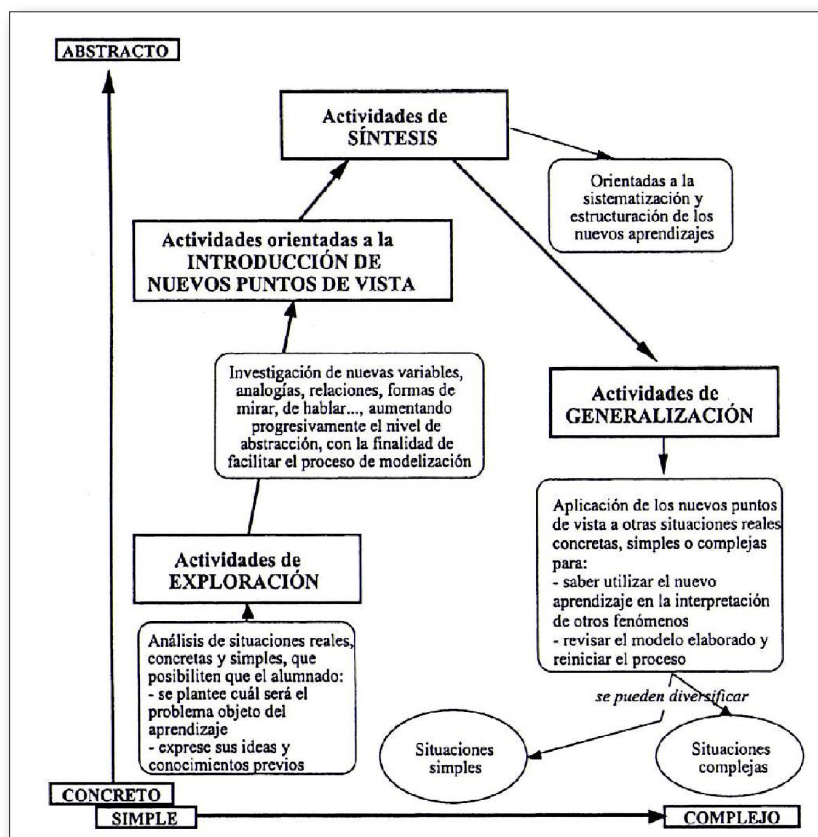 ABSTRACTO
Actividades de
SÍNTESIS
Orientadas a la
sistematización y
estructuración de los
nuevos aprendizajes
Actividades orientadas a la
INTRODUCCIÓN DE
NUEVOS PUNTOS DE VISTA
Investigación de nuevas variables,
analogías, relaciones, formas de
mirar, de hablar..., aumentando
progresivamente el nivel de
abstracción, con la finalidad de
facilitar el proceso de modelización
Actividades de
GENERALIZACIÓN
Aplicación de los nuevos puntos
de vista a otras situaciones reales
concretas, simples o complejas
para:
- saber utilizar el nuevo
aprendizaje en la interpretación
de otros fenómenos
- revisar el modelo elaborado y
reiniciar el proceso
Actividades de
EXPLORACIÓN
Análisis de situaciones reales,
concretas y simples, que
posibiliten que el alumnado:
- se plantee cuál será el
problema objeto del
aprendizaje
- exprese sus ideas y
conocimientos previos
se pueden diversificar
Situaciones
simples
Situaciones
complejas
CONCRETO
SIMPLE
COMPLEJO